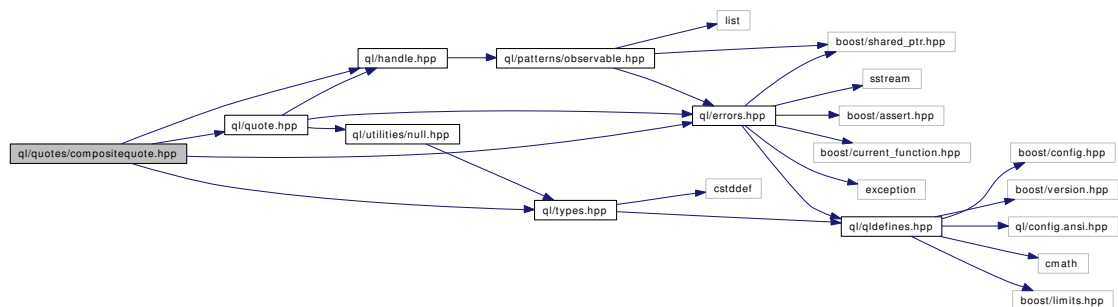 list
boost/shared_ptr.hpp
ql/handle.hpp
ql/patterns/observable.hpp
sstream
ql/errors.hpp
boost/assert.hpp
ql/quote.hpp
ql/utilities/null.hpp
boost/current_function.hpp
boost/config.hpp
ql/quotes/compositequote.hpp
exception
cstddef
boost/version.hpp
ql/types.hpp
ql/qldefines.hpp
ql/config.ansi.hpp
cmath
boost/limits.hpp